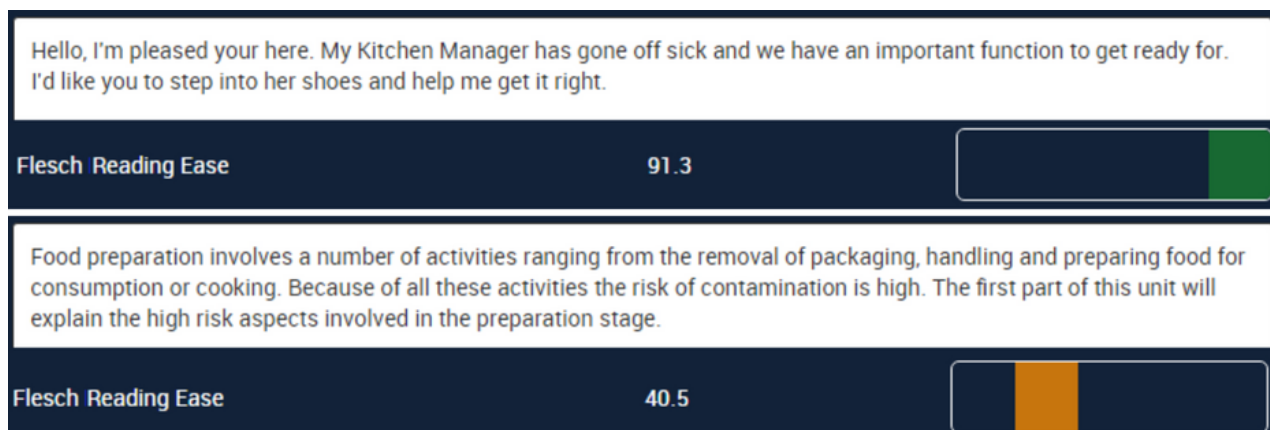 Hello, I'm pleased your here. My Kitchen Manager has gone off sick and we have an important function to get ready for.
I'd like you to step into her shoes and help me get it right.
Flesch Reading Ease 91.3
Food preparation involves a number of activities ranging from the removal of packaging, handling and preparing food for
consumption or cooking. Because of all these activities the risk of contamination is high. The first part of this unit will
explain the high risk aspects involved in the preparation stage.
Flesch Reading Ease 40.5